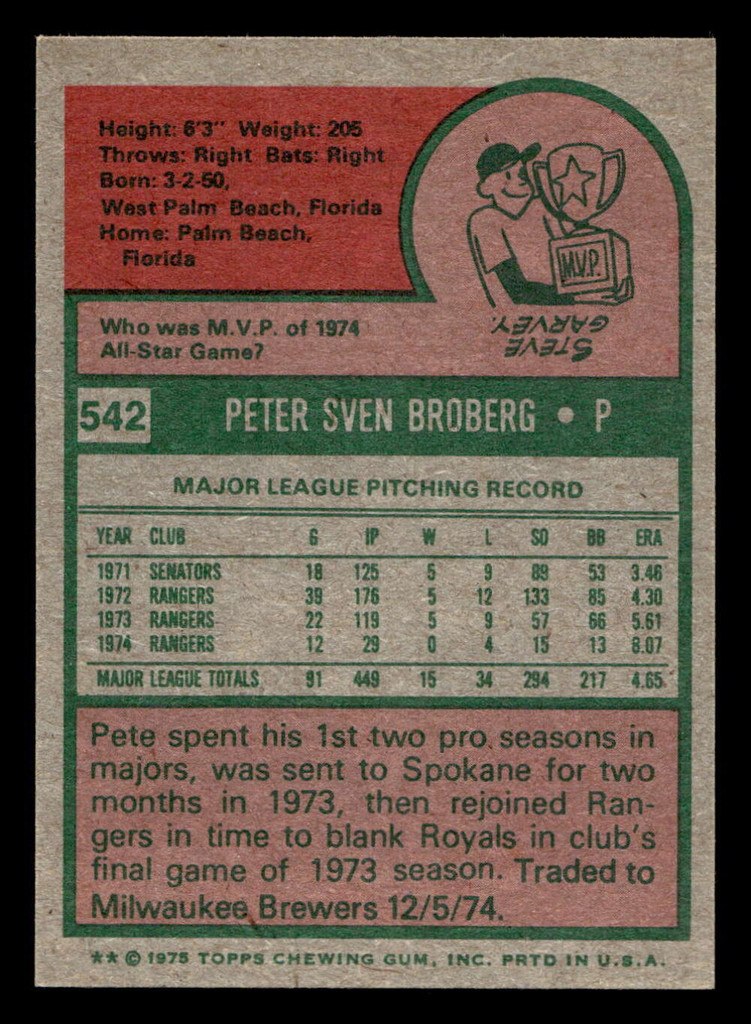 Height: 6'3" Weight: 205
Throws: Right Bats: Right
Born: 3-2-50,
West Palm Beach, Florida
Home: Palm Beach,
Florida
M.V.P.
STEVE
GARVEY.
Who was M.V.P. of 1974
All-Star Game?
542 PETER SVEN BROBERG • P
MAJOR LEAGUE PITCHING RECORD
YEAR CLUB G IP W L SO BB ERA
1971 SENATORS 18 125 5 9 89 53 3.46
1972 RANGERS 39 176 5 12 133 85 4.30
1973 RANGERS 22 119 5 9 57 66 5.61
1974 RANGERS 12 29 0 4 15 13 8.07
MAJOR LEAGUE TOTALS 91 449 15 34 294 217 4.65
Pete spent his 1st two pro seasons in
majors, was sent to Spokane for two
months in 1973, then rejoined Ran-
gers in time to blank Royals in club's
final game of 1973 season. Traded to
Milwaukee Brewers 12/5/74.
** © 1975 TOPPS CHEWING GUM, INC. PRTD IN U.S.A.